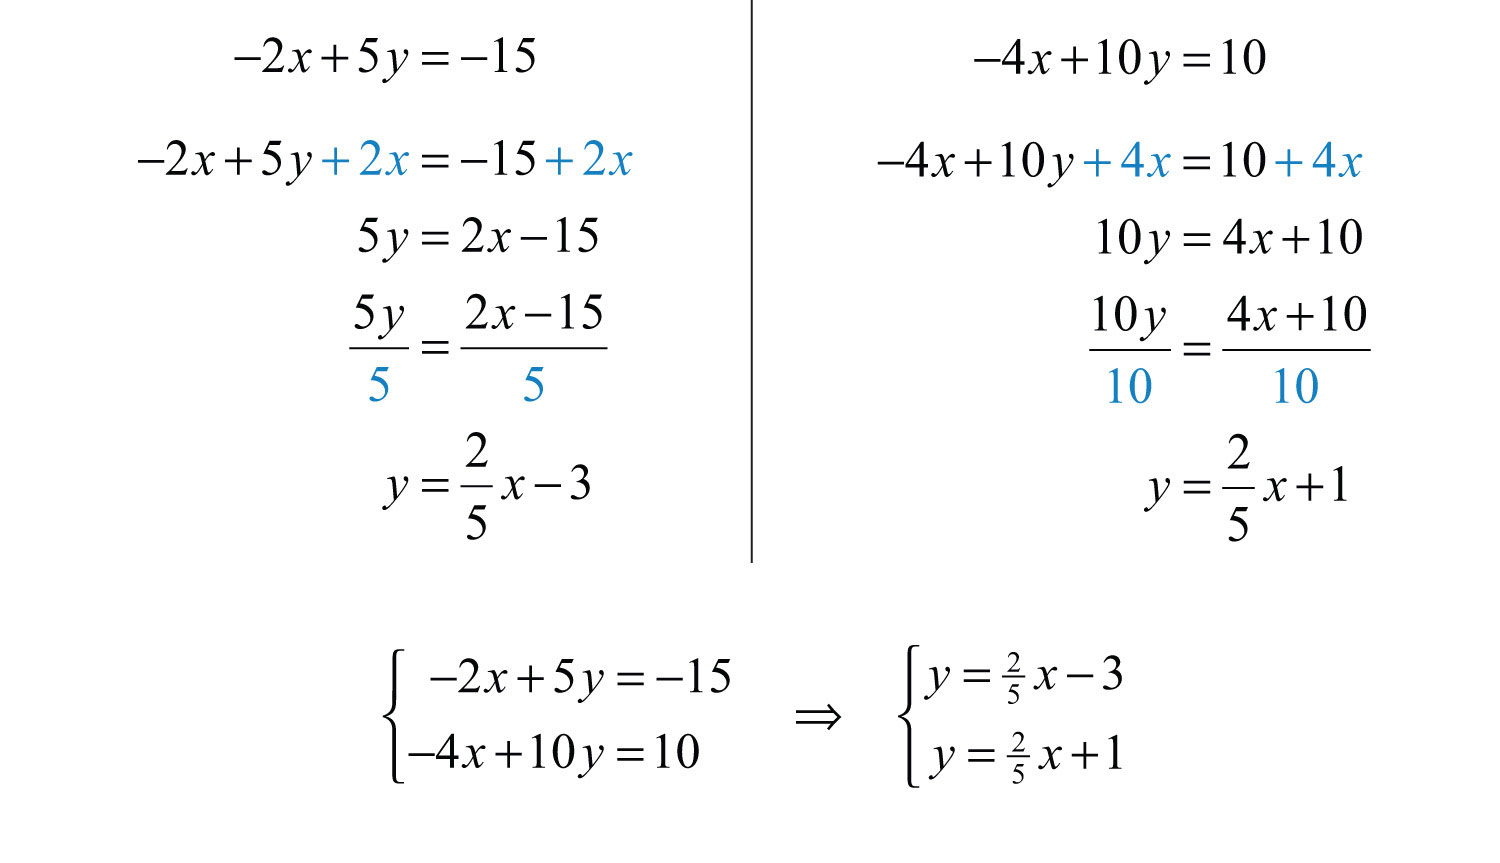 −2x + 5y = −15
−2x + 5y + 2x = −15 + 2x
5y = 2x − 15
5y/5 = (2x − 15)/5
y = 2/5 x − 3
−4x + 10y = 10
−4x + 10y + 4x = 10 + 4x
10y = 4x + 10
10y/10 = (4x + 10)/10
y = 2/5 x + 1
{ −2x + 5y = −15 ⇒ { y = 2/5 x − 3
−4x + 10y = 10 y = 2/5 x + 1